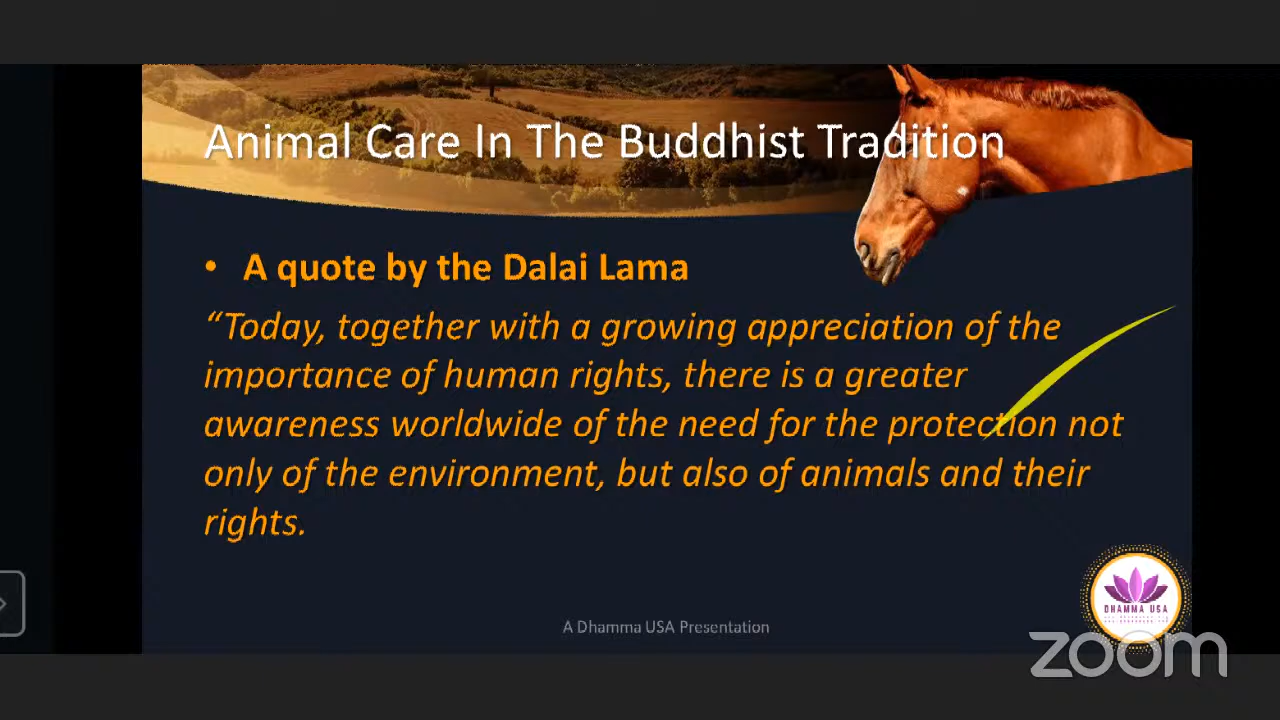 Animal Care In The Buddhist Tradition
• A quote by the Dalai Lama
“Today, together with a growing appreciation of the
importance of human rights, there is a greater
awareness worldwide of the need for the protection not
only of the environment, but also of animals and their
rights.
DHAMMA USA
A Dhamma USA Presentation
zoom